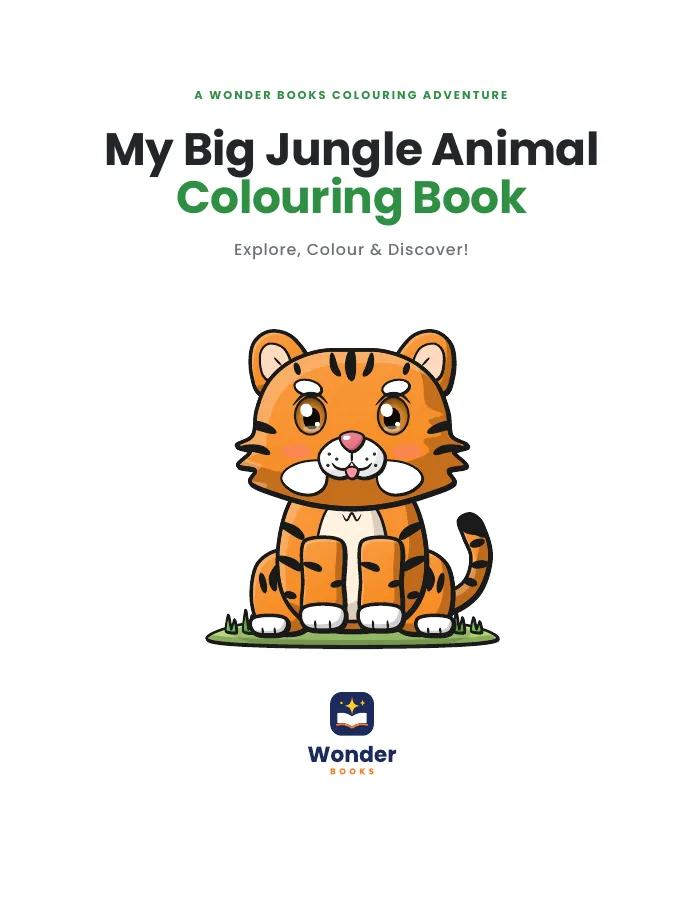 A WONDER BOOKS COLOURING ADVENTURE
My Big Jungle Animal
Colouring Book
Explore, Colour & Discover!
Wonder
BOOKS